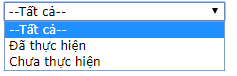 --Tất cả--
--Tất cả--
Đã thực hiện
Chưa thực hiện